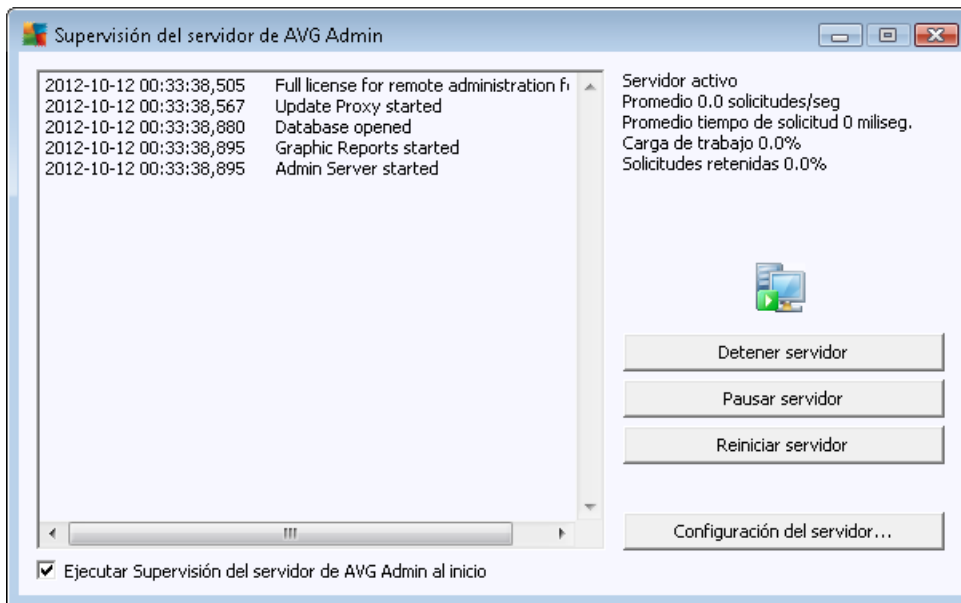 Supervisión del servidor de AVG Admin
2012-10-12 00:33:38,505 Full license for remote administration
2012-10-12 00:33:38,567 Update Proxy started
2012-10-12 00:33:38,880 Database opened
2012-10-12 00:33:38,895 Graphic Reports started
2012-10-12 00:33:38,895 Admin Server started
Servidor activo
Promedio 0.0 solicitudes/seg
Promedio tiempo de solicitud 0 miliseg.
Carga de trabajo 0.0%
Solicitudes retenidas 0.0%
Detener servidor
Pausar servidor
Reiniciar servidor
Configuración del servidor...
Ejecutar Supervisión del servidor de AVG Admin al inicio